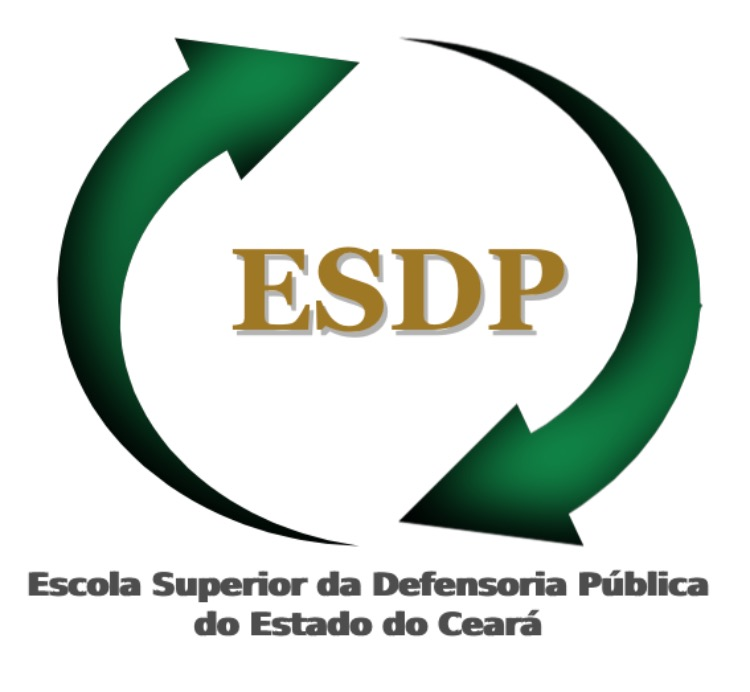 ESDP
Escola Superior da Defensoria Pública
do Estado do Ceará